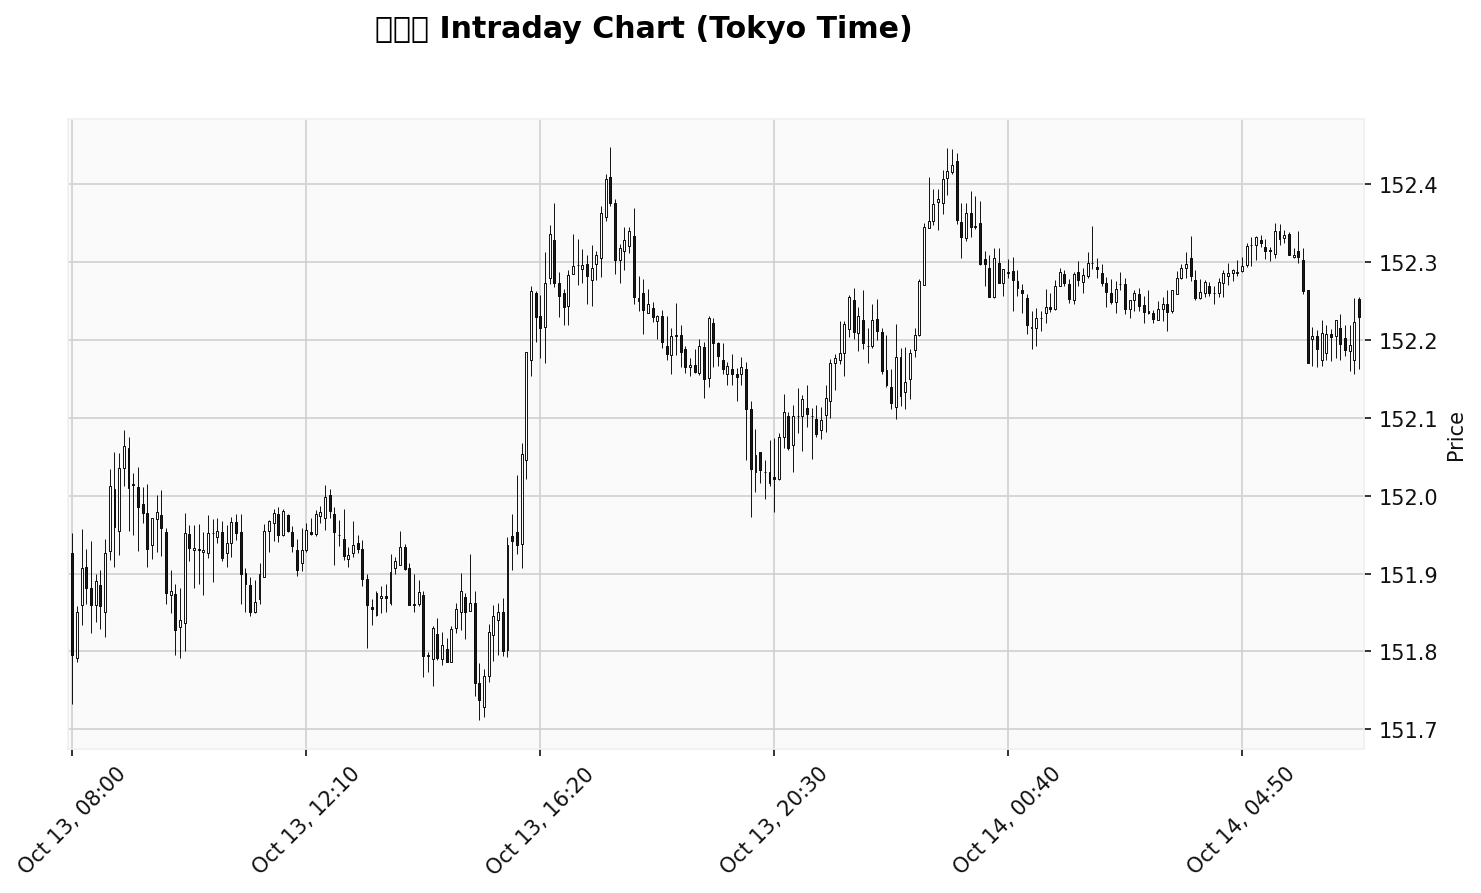 Intraday Chart (Tokyo Time)
152.4
152.3
152.2
152.1
152.0
151.9
151.8
151.7
Price
Oct 13, 08:00
Oct 13, 12:10
Oct 13, 16:20
Oct 13, 20:30
Oct 14, 00:40
Oct 14, 04:50